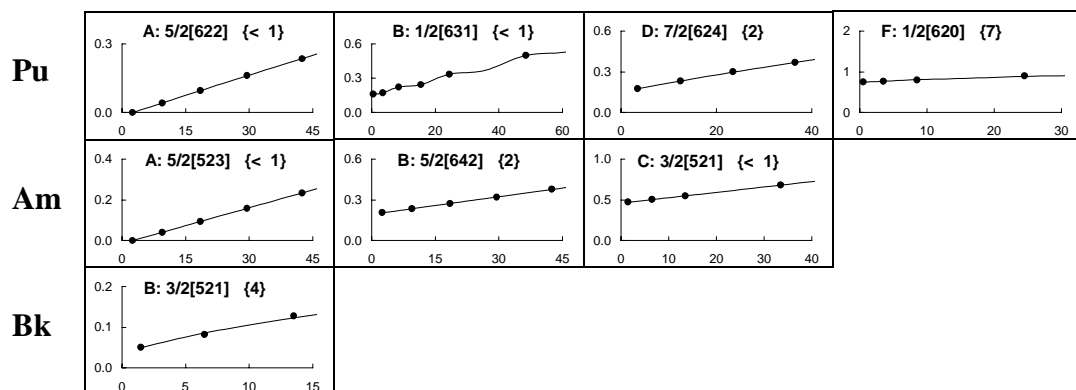 A: 5/2[622] {< 1} B: 1/2[631] {< 1} D: 7/2[624] {2} F: 1/2[620] {7}
Pu
0.3 0.6 0.6 2
0.3 0.3 1
0.0 0.0 0.0 0
0 15 30 45 0 20 40 60 0 20 40 0 10 20 30
A: 5/2[523] {< 1} B: 5/2[642] {2} C: 3/2[521] {< 1}
Am
0.4 0.6 1.0
0.2 0.3 0.5
0.0 0.0 0.0
0 15 30 45 0 15 30 45 0 20 40
B: 3/2[521] {4}
Bk
0.2
0.1
0.0
0 5 10 15